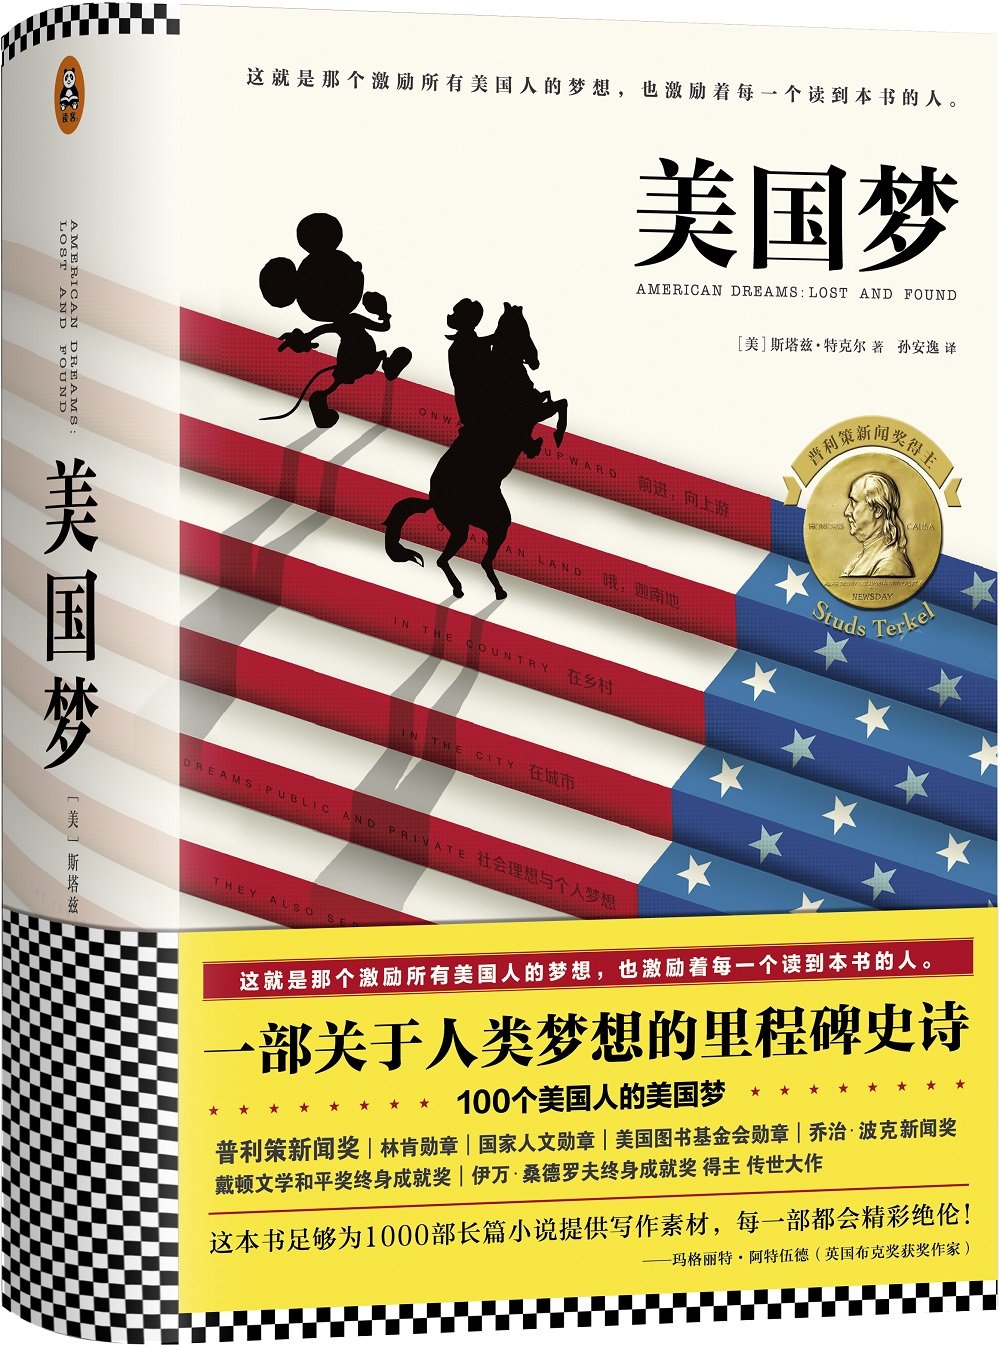 读客
AMERICAN DREAMS:
LOST AND FOUND
美国梦
［美］斯塔兹
这就是那个激励所有美国人的梦想，也激励着每一个读到本书的人。
美国梦
AMERICAN DREAMS: LOST AND FOUND
［美］斯塔兹·特克尔 著 孙安逸 译
普利策新闻奖得主
HONORIS CAUSA
NEWSDAY
Studs Terkel
UPWARD 前进，向上游
LAND 哦，迦南地
IN THE COUNTRY 在乡村
IN THE CITY 在城市
DREAMS: PUBLIC AND PRIVATE 社会理想与个人梦想
THEY ALSO SER
这就是那个激励所有美国人的梦想，也激励着每一个读到本书的人。
一部关于人类梦想的里程碑史诗
100个美国人的美国梦
普利策新闻奖｜林肯勋章｜国家人文勋章｜美国图书基金会勋章｜乔治·波克新闻奖
戴顿文学和平奖终身成就奖｜伊万·桑德罗夫终身成就奖 得主 传世大作
这本书足够为1000部长篇小说提供写作素材，每一部都会精彩绝伦！
——玛格丽特·阿特伍德（英国布克奖获奖作家）